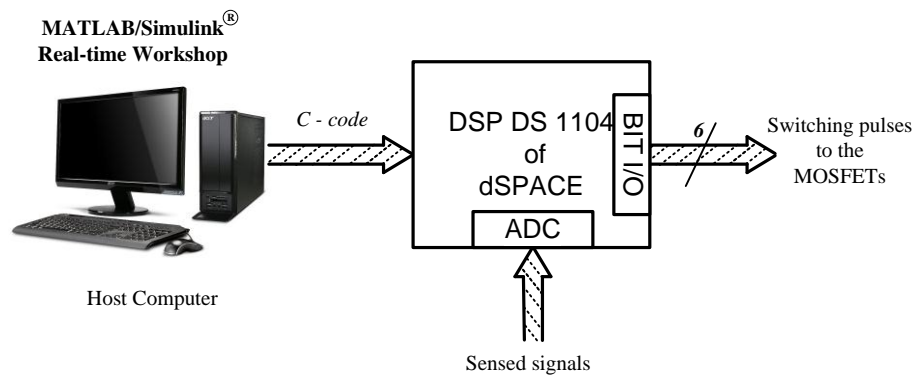 MATLAB/Simulink®
Real-time Workshop
C - code
DSP DS 1104
of
dSPACE
BIT I/O
ADC
6
Switching pulses
to the
MOSFETs
Host Computer
Sensed signals